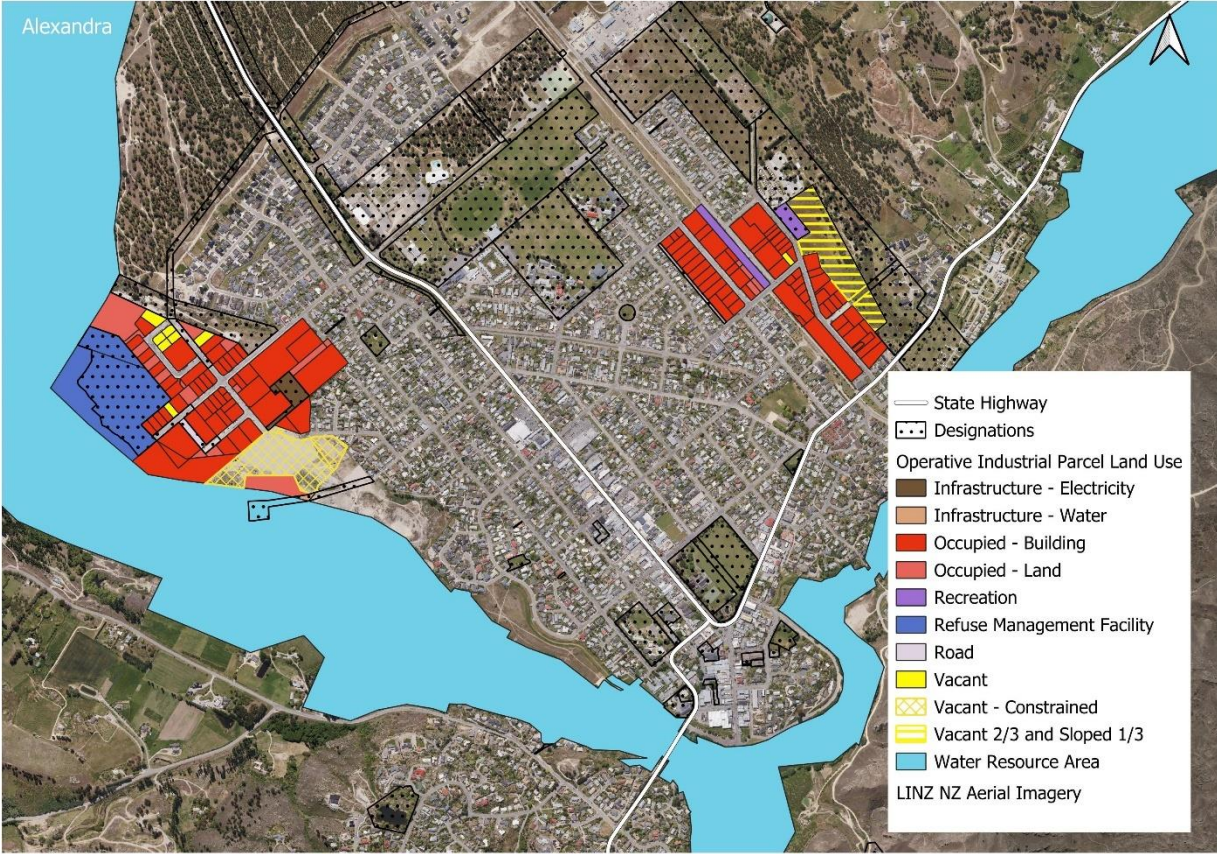 Alexandra
State Highway
Designations
Operative Industrial Parcel Land Use
Infrastructure - Electricity
Infrastructure - Water
Occupied - Building
Occupied - Land
Recreation
Refuse Management Facility
Road
Vacant
Vacant - Constrained
Vacant 2/3 and Sloped 1/3
Water Resource Area
LINZ NZ Aerial Imagery